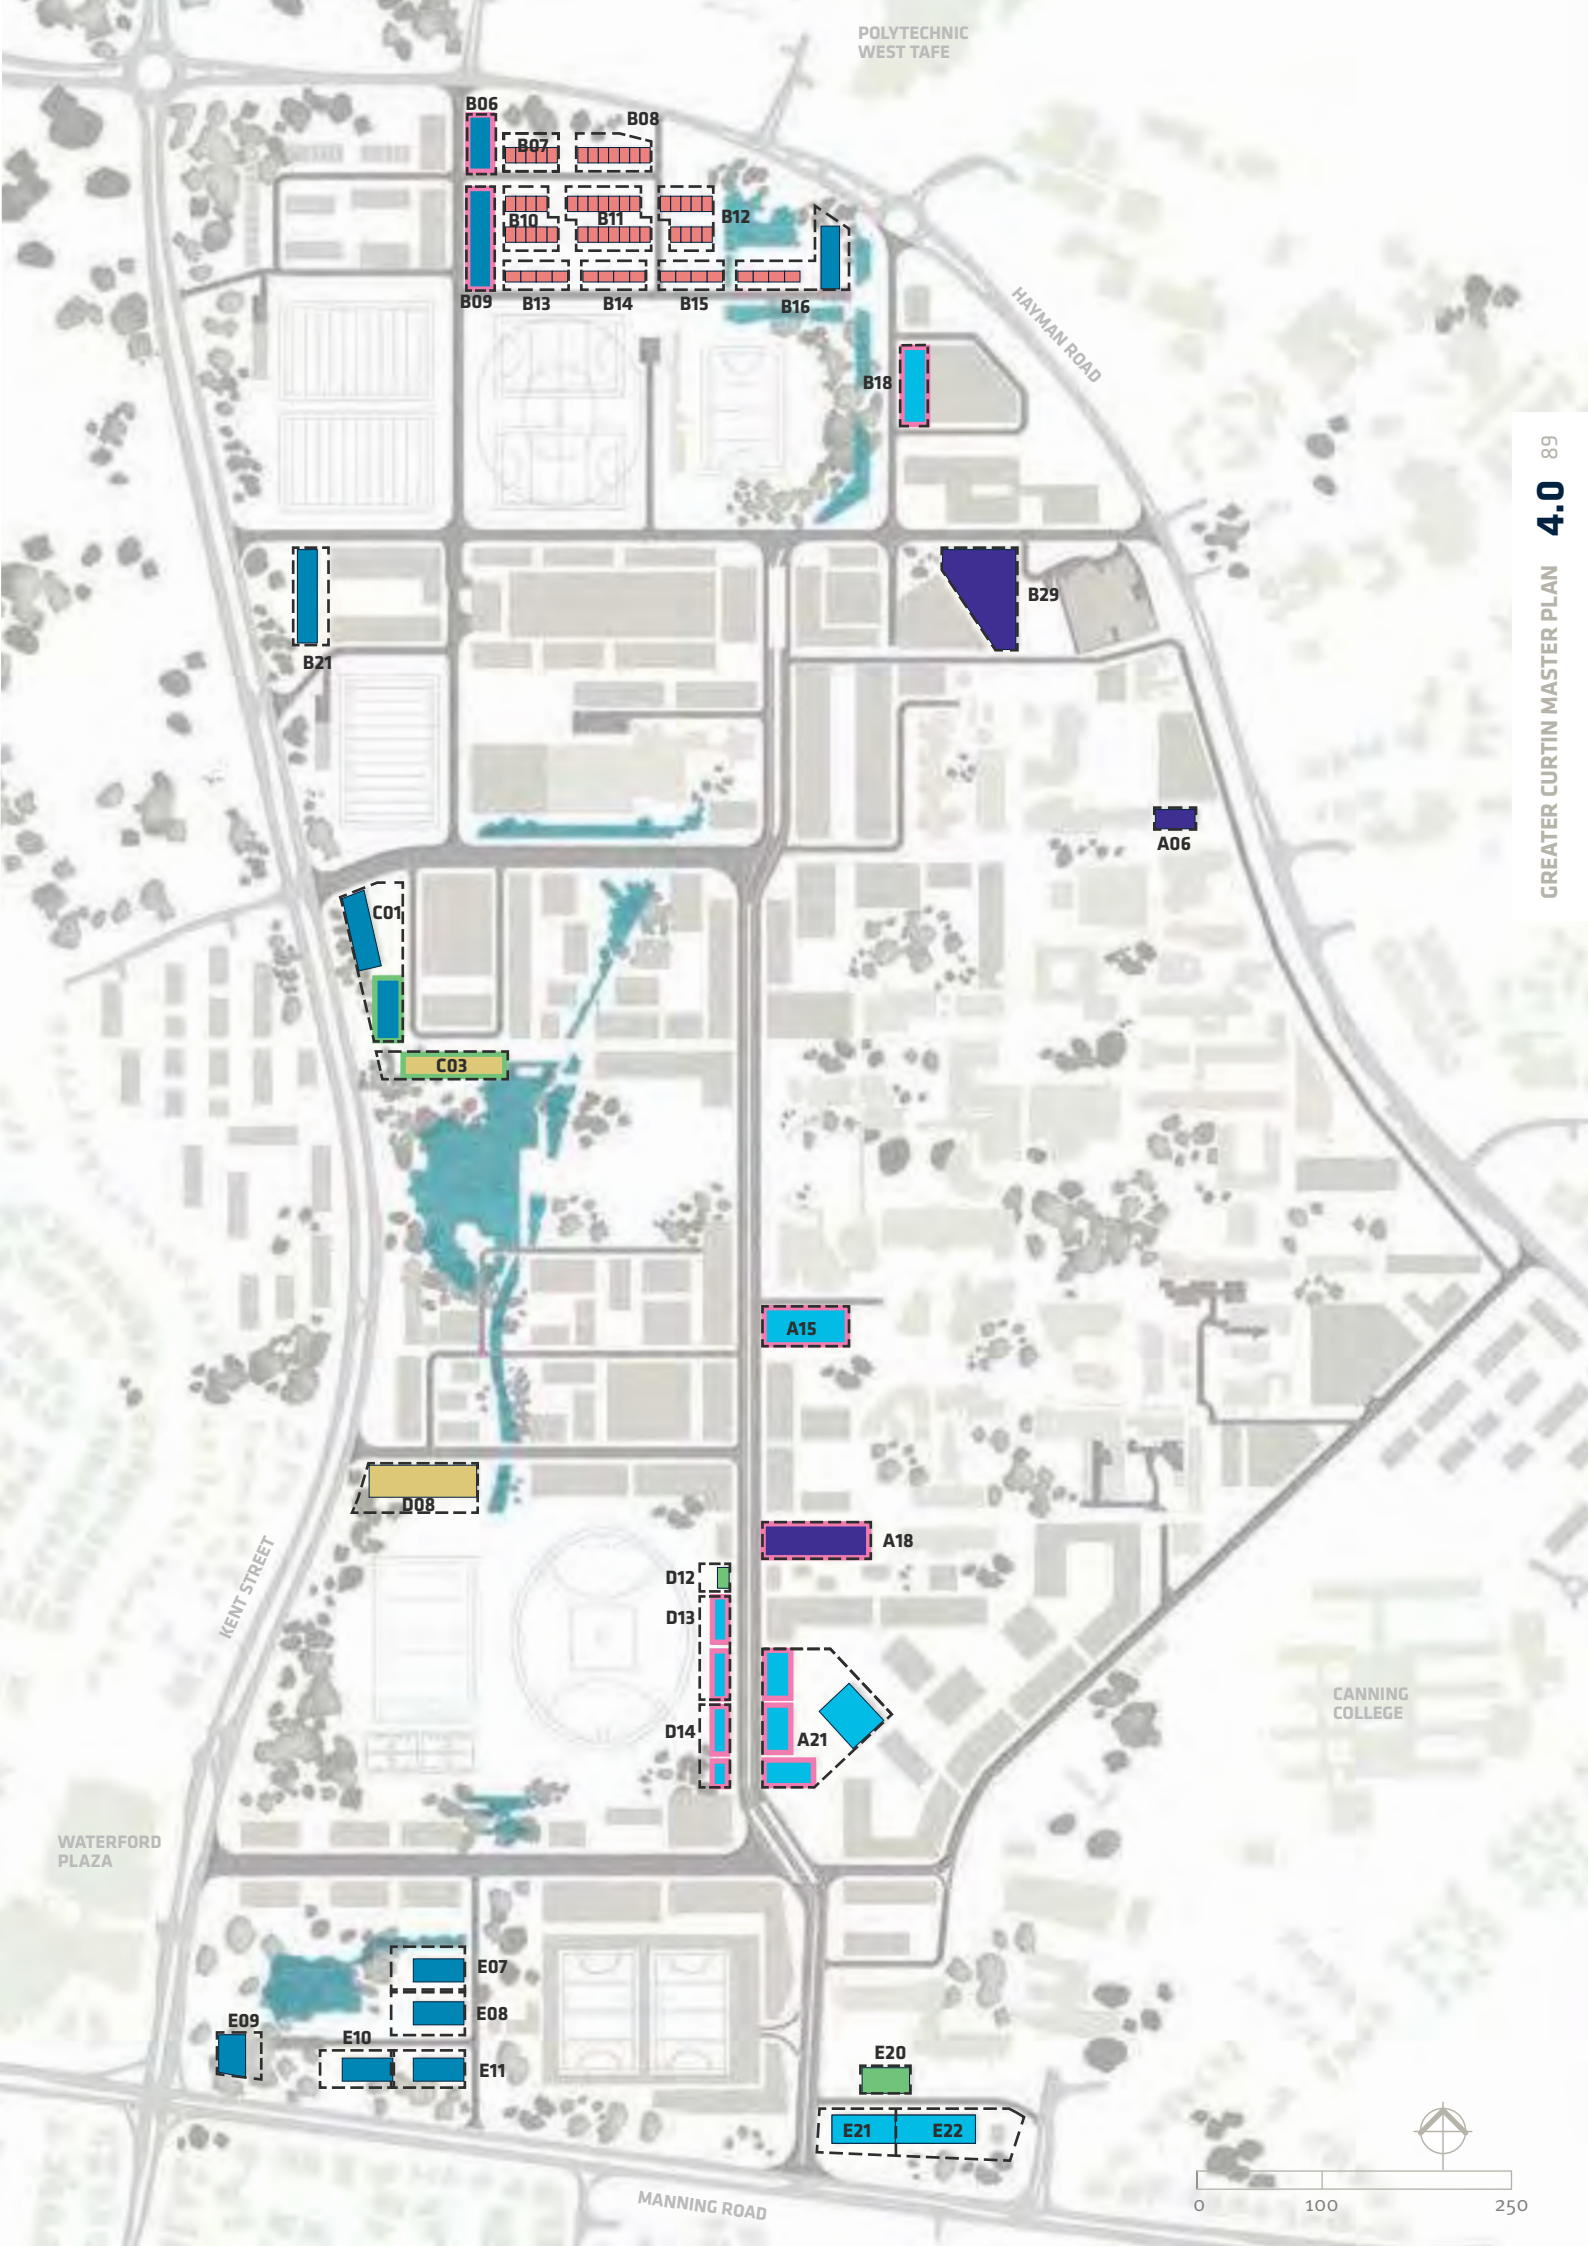 POLYTECHNIC
WEST TAFE
B06
B08
B07
B10
B11
B12
B09
B13
B14
B15
B16
HAYMAN ROAD
B18
89
4.0
GREATER CURTIN MASTER PLAN
B29
B21
A06
C01
C03
A15
D08
A18
D12
D13
KENT STREET
D14
A21
CANNING
COLLEGE
WATERFORD
PLAZA
E07
E08
E09
E10
E11
E20
E21
E22
MANNING ROAD
0
100
250